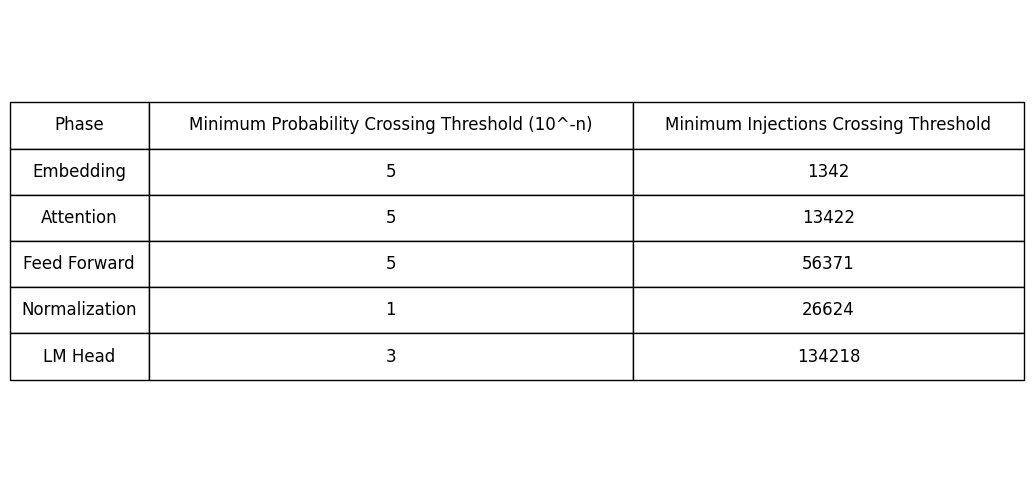 Phase Minimum Probability Crossing Threshold (10^-n) Minimum Injections Crossing Threshold
Embedding 5 1342
Attention 5 13422
Feed Forward 5 56371
Normalization 1 26624
LM Head 3 134218